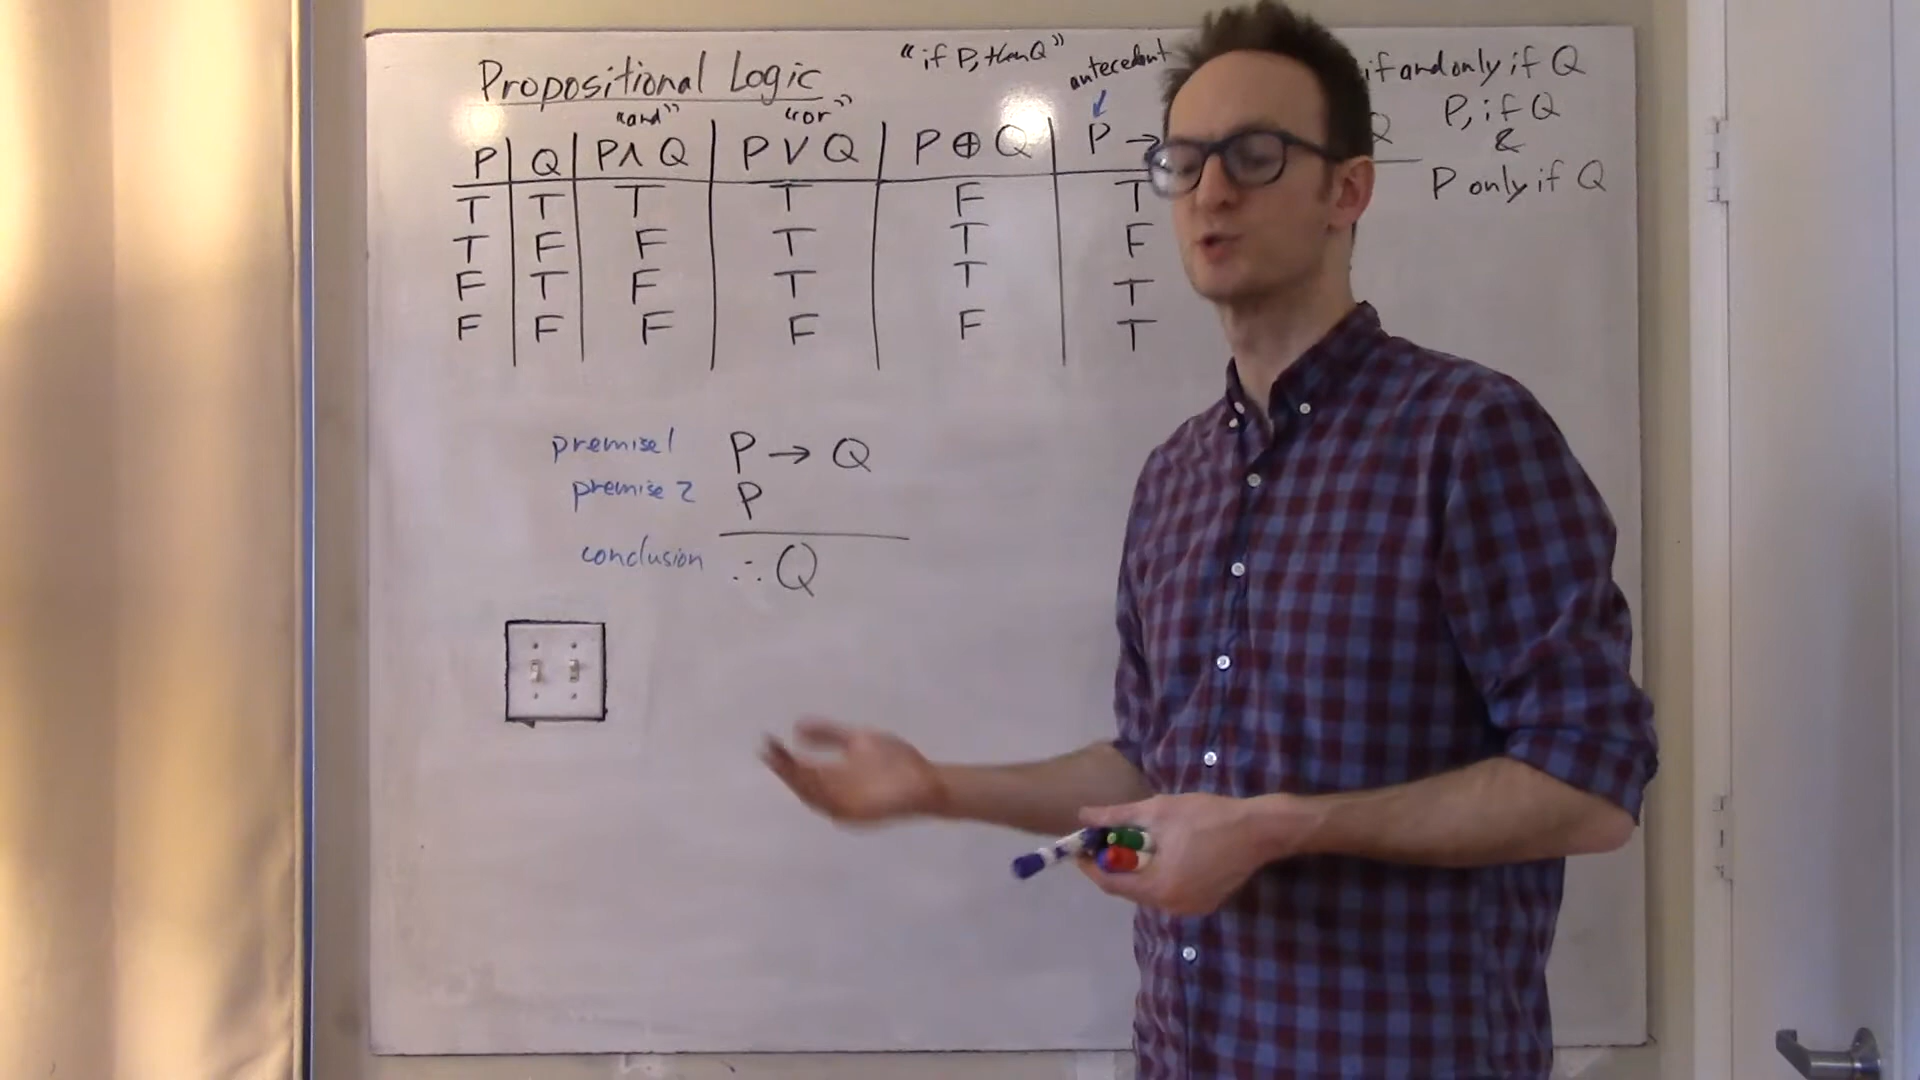 Propositional Logic
"if P, then Q"
antecedent
if and only if Q
"and"
"or"
P, if Q
&
P only if Q
P Q P∧Q P∨Q P⊕Q P→ Q
T T T T F T
T F F T T F
F T F T T T
F F F F F T
premise 1 P → Q
premise 2 P
conclusion ∴ Q